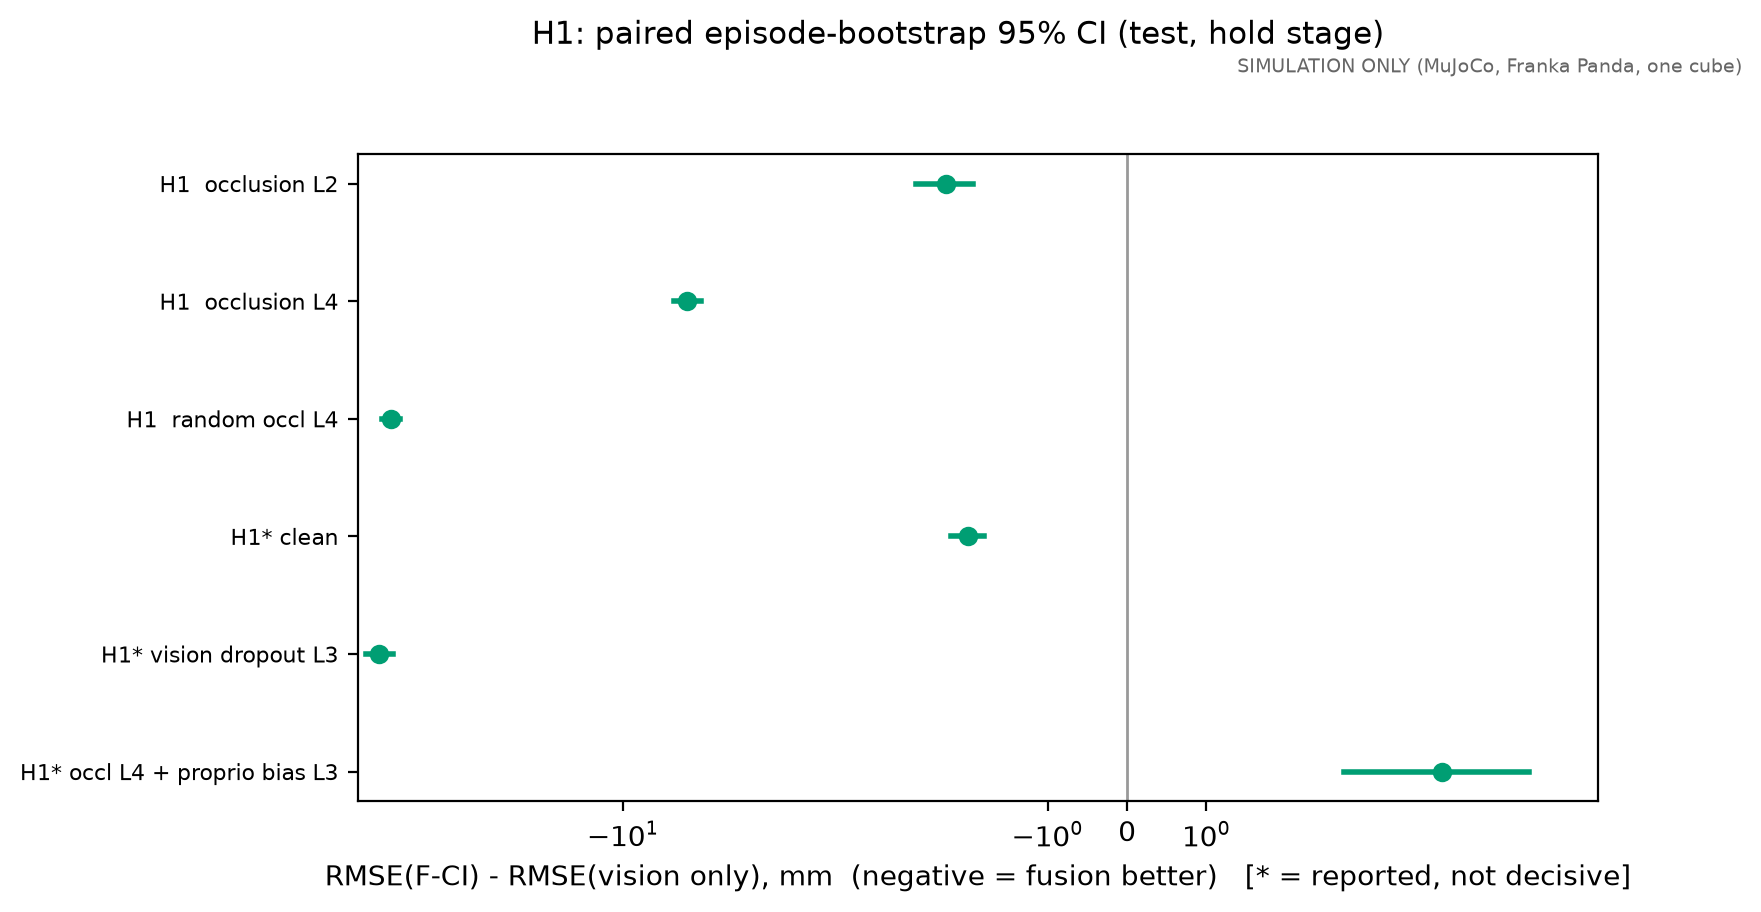 H1: paired episode-bootstrap 95% CI (test, hold stage)
SIMULATION ONLY (MuJoCo, Franka Panda, one cube)
H1  occlusion L2
H1  occlusion L4
H1  random occl L4
H1* clean
H1* vision dropout L3
H1* occl L4 + proprio bias L3
−10¹ −10⁰ 0 10⁰
RMSE(F-CI) - RMSE(vision only), mm  (negative = fusion better)   [* = reported, not decisive]